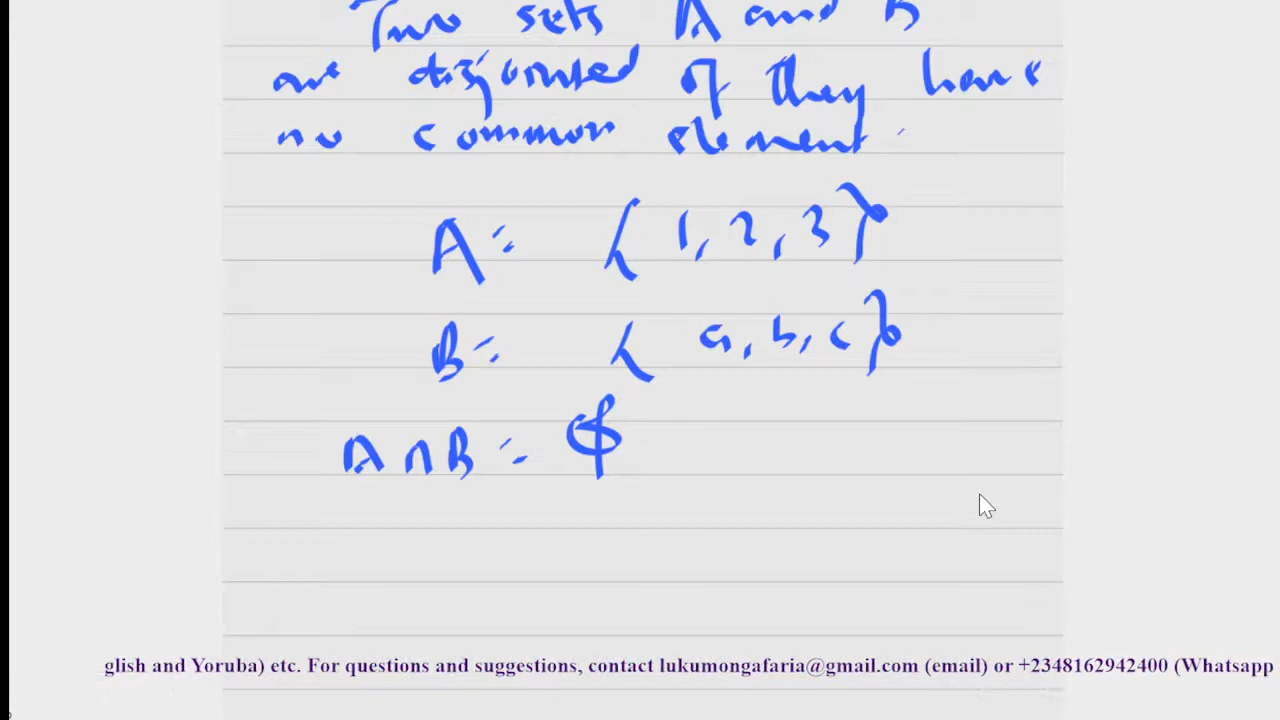 Two sets A and B
are disjointed if they have
no common element.
A = { 1, 2, 3 }
B = { a, b, c }
A ∩ B = ϕ
glish and Yoruba) etc. For questions and suggestions, contact lukumongafaria@gmail.com (email) or +2348162942400 (Whatsapp